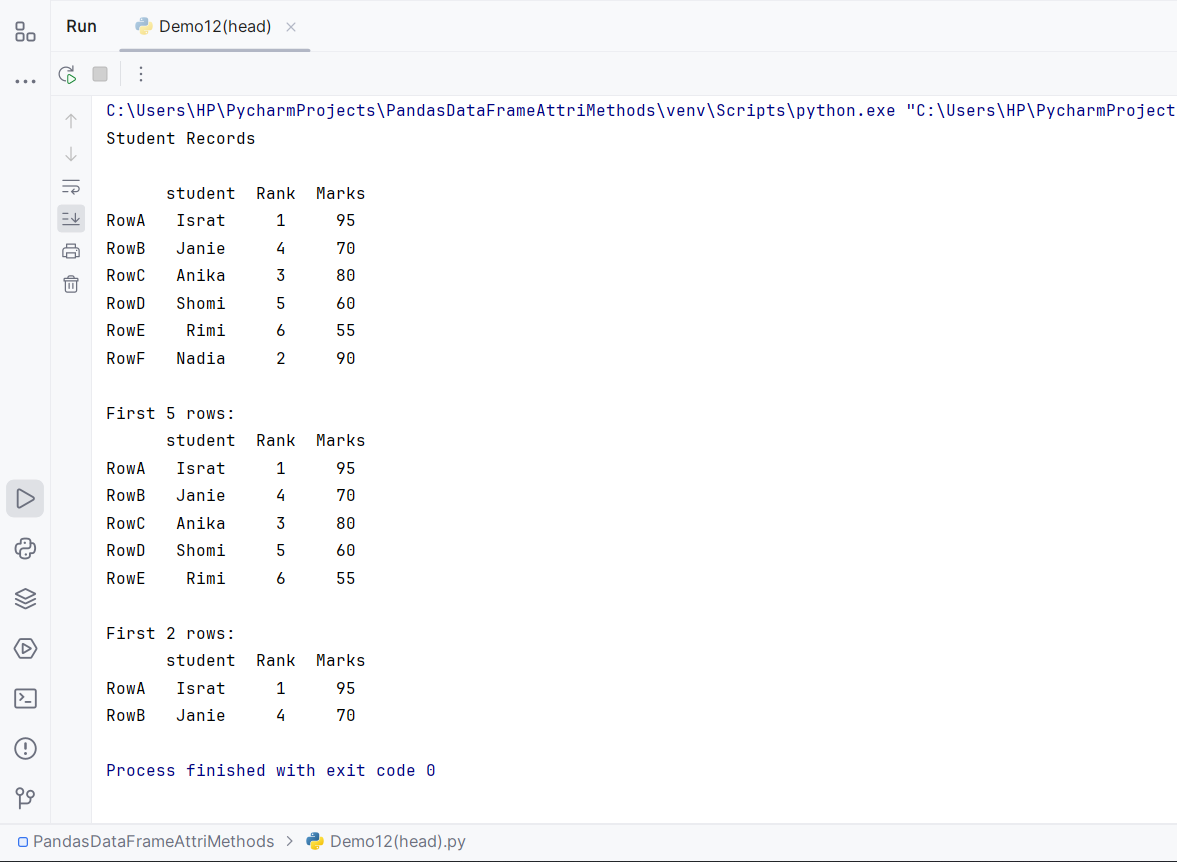 Run Demo12(head)
C:\Users\HP\PycharmProjects\PandasDataFrameAttriMethods\venv\Scripts\python.exe "C:\Users\HP\PycharmProject
Student Records
student Rank Marks
RowA Israt 1 95
RowB Janie 4 70
RowC Anika 3 80
RowD Shomi 5 60
RowE Rimi 6 55
RowF Nadia 2 90
First 5 rows:
student Rank Marks
RowA Israt 1 95
RowB Janie 4 70
RowC Anika 3 80
RowD Shomi 5 60
RowE Rimi 6 55
First 2 rows:
student Rank Marks
RowA Israt 1 95
RowB Janie 4 70
Process finished with exit code 0
PandasDataFrameAttriMethods > Demo12(head).py